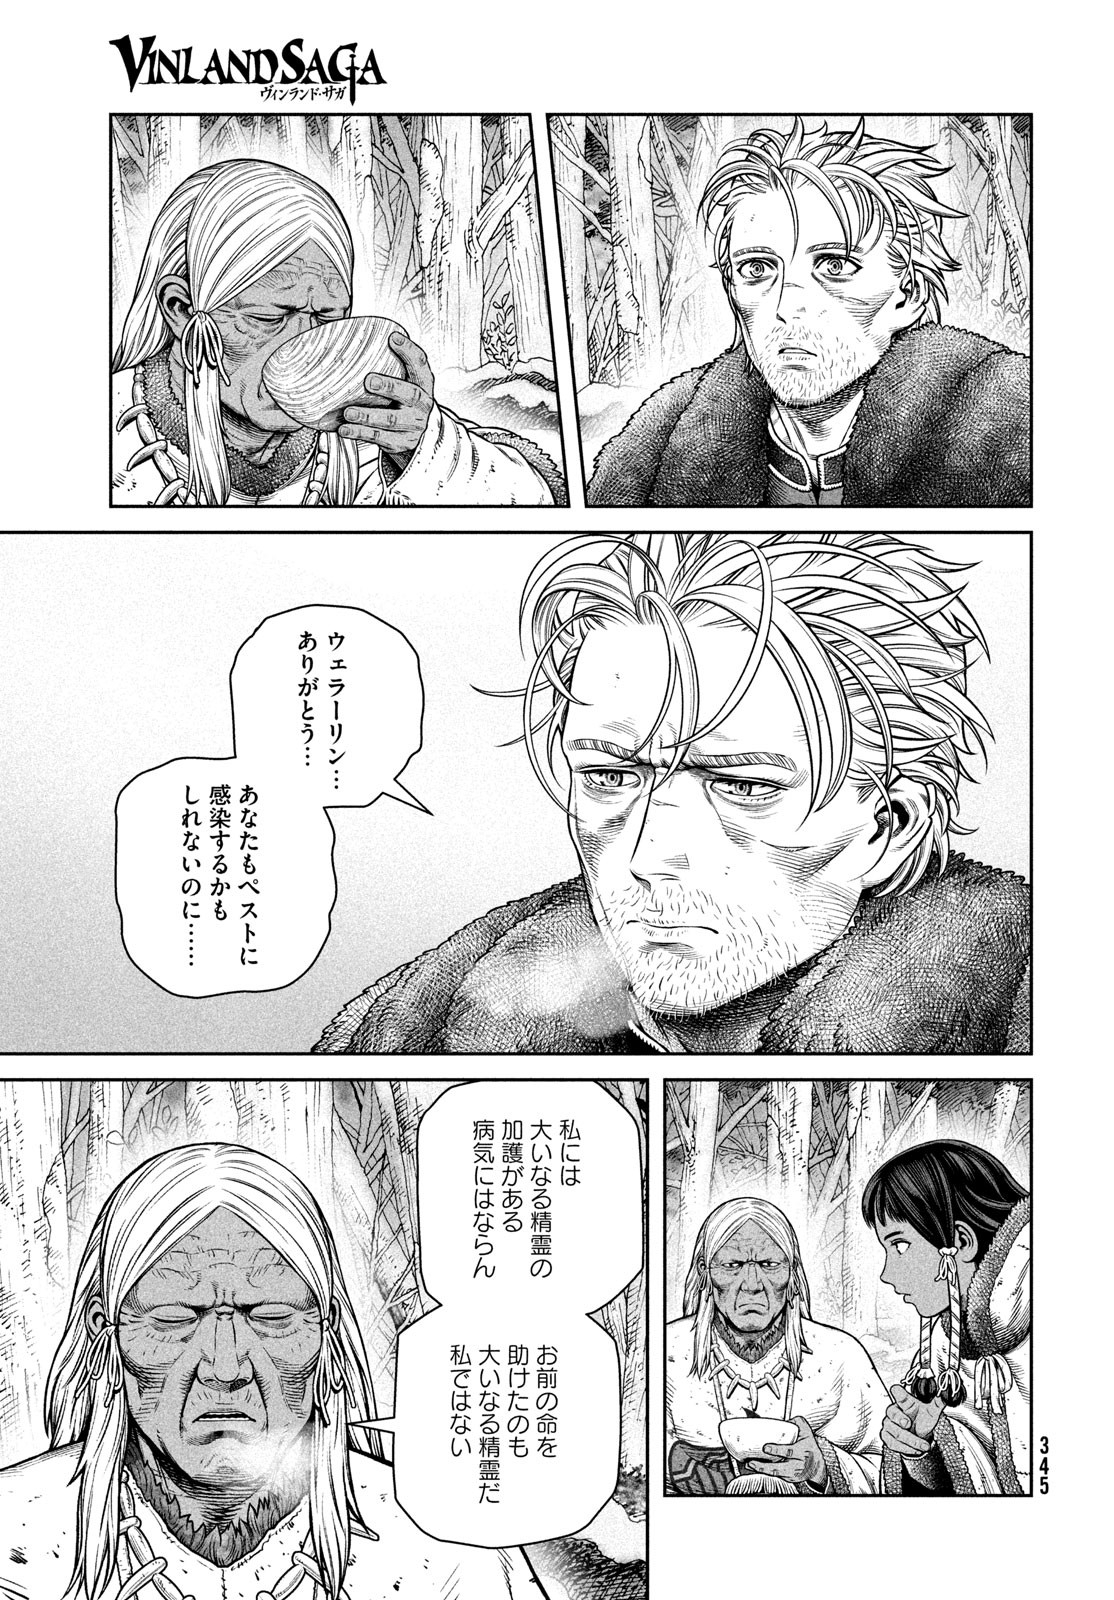 VINLAND SAGA
ヴィンランド・サガ
ウェラーリン…
ありがとう…
あなたもペストに
感染するかも
しれないのに……
私には
大いなる精霊の
加護がある
病気にはならん
お前の命を
助けたのも
大いなる精霊だ
私ではない
345